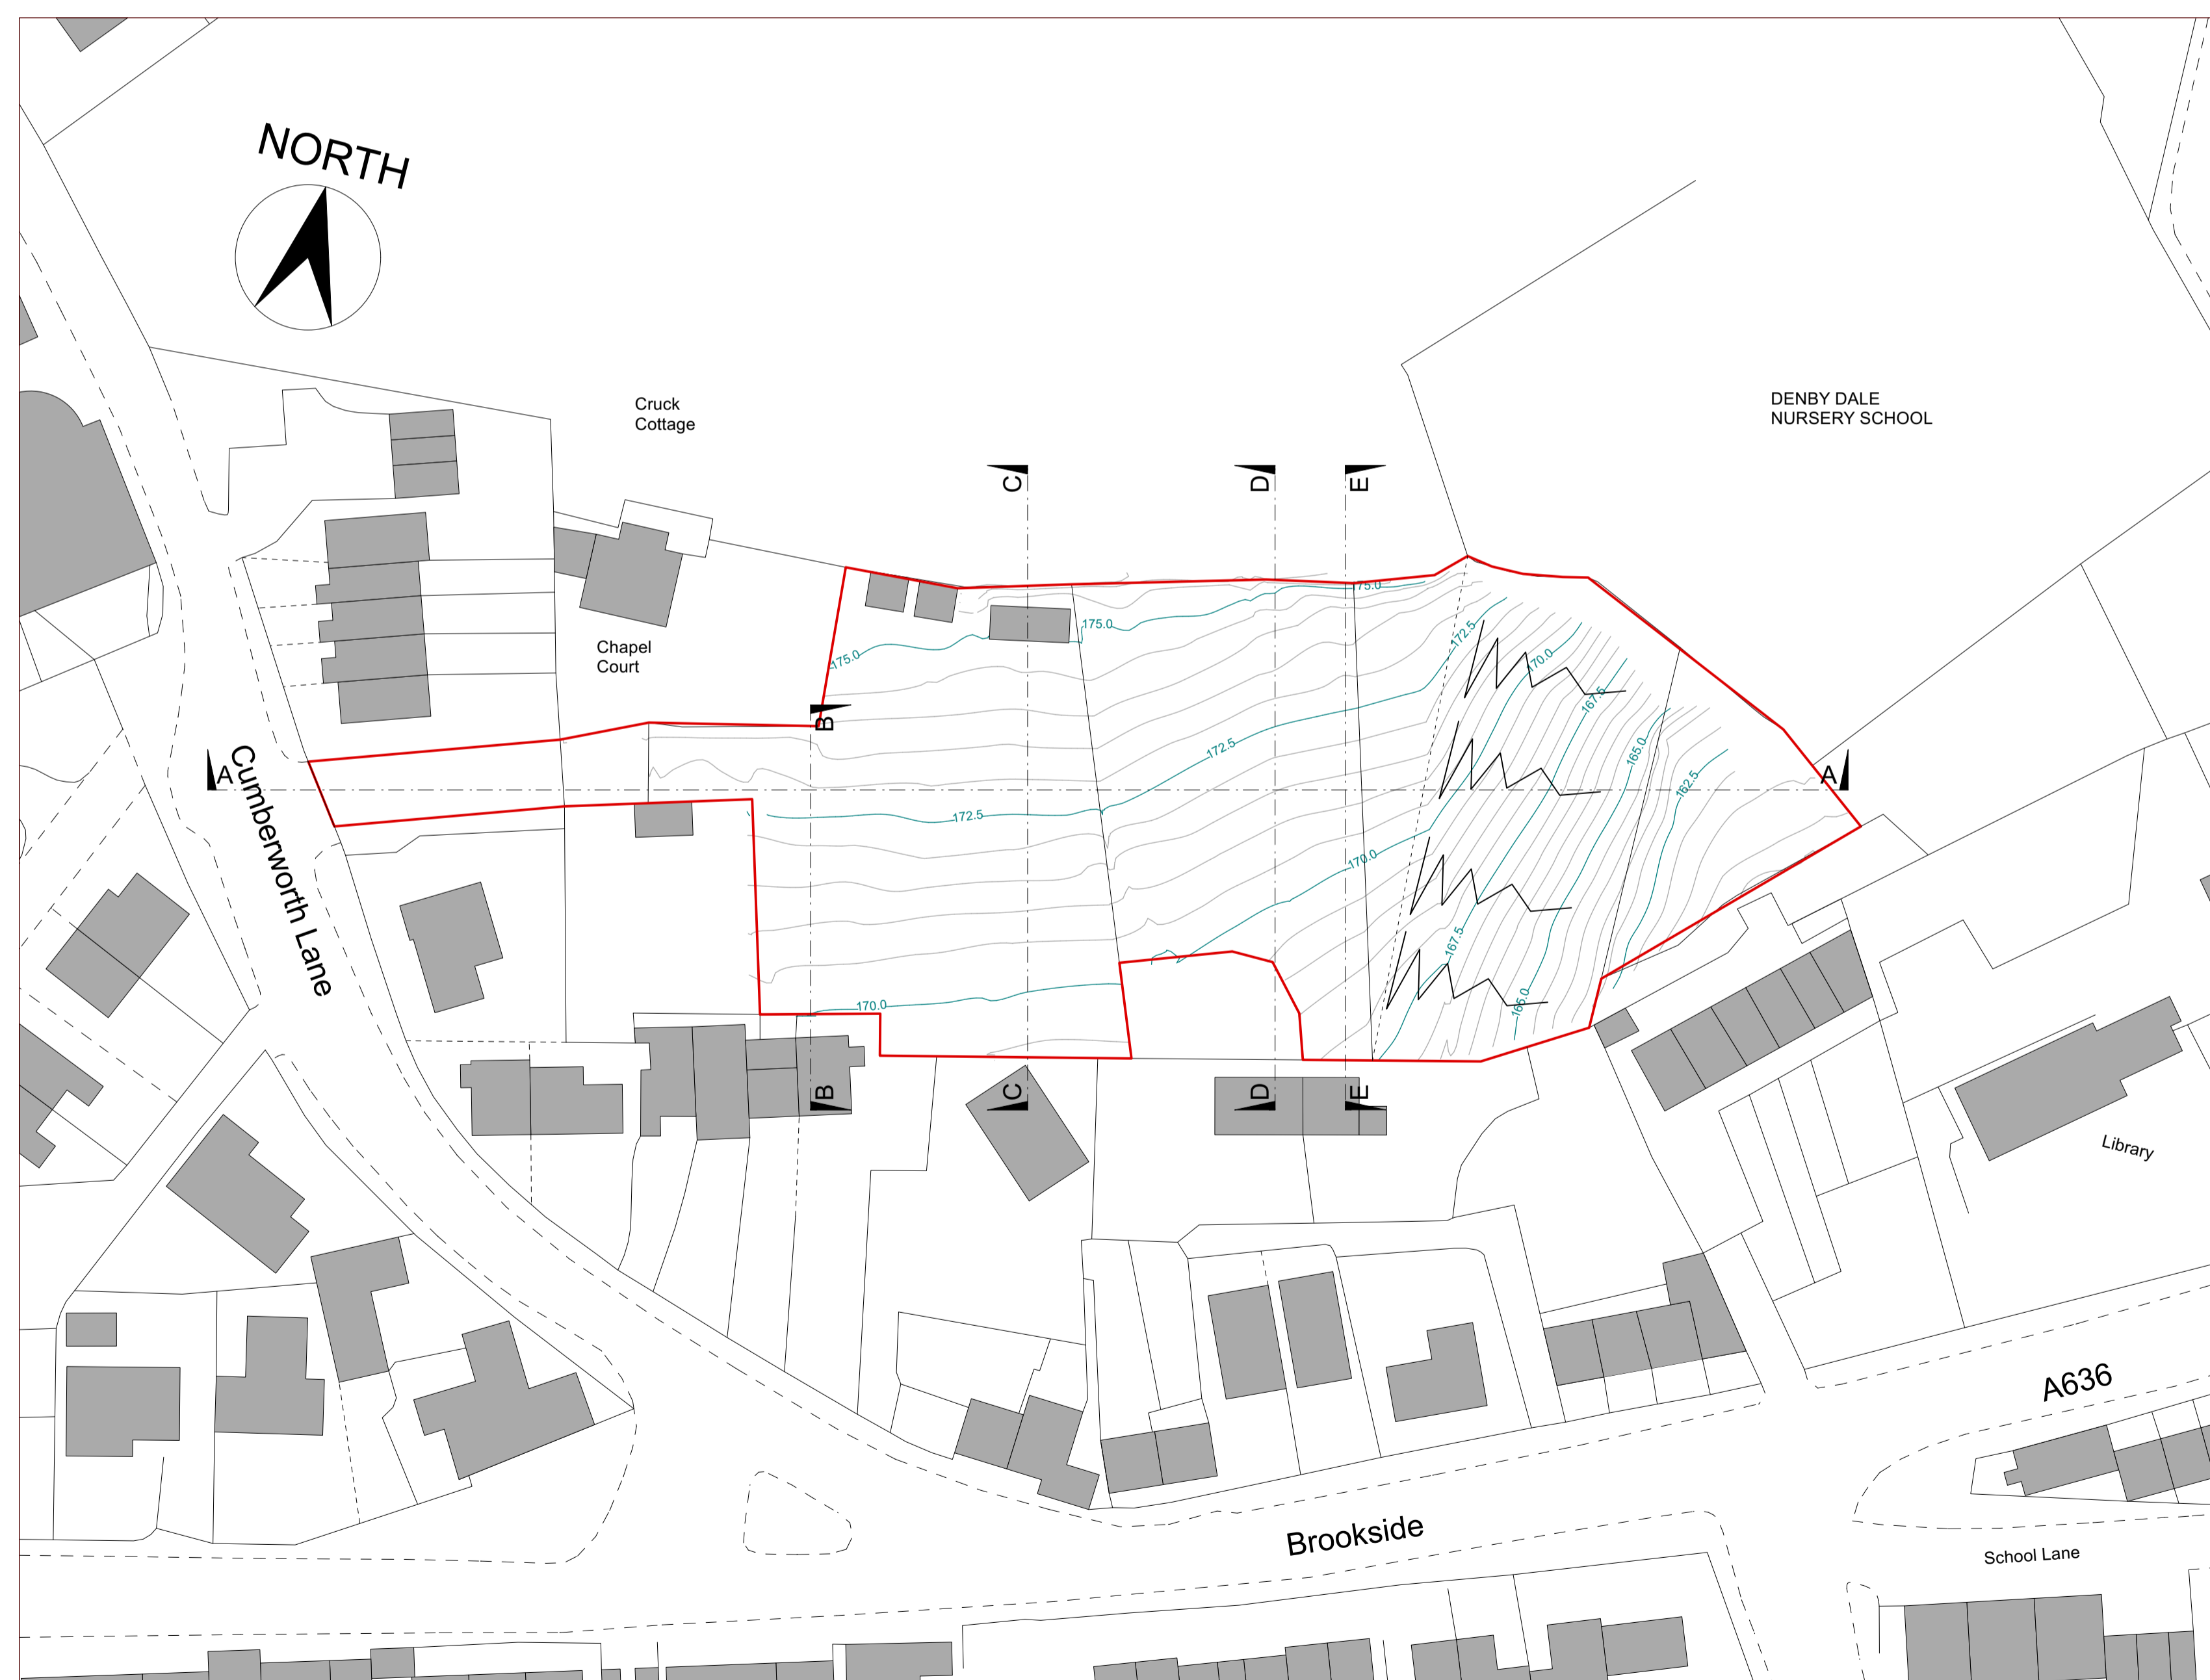 NORTH
Cruck
Cottage
DENBY DALE
NURSERY SCHOOL
C
D
E
175.0
175.0
175.0
172.5
170.0
167.5
Chapel
Court
B
A
A
172.5
165.0
162.5
172.5
170.0
167.5
165.0
170.0
Cumberworth Lane
B
C
D
E
Library
A636
Brookside
School Lane